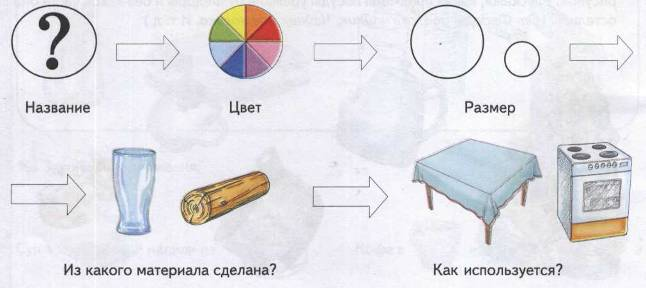 ?
Название
Цвет
Размер
Из какого материала сделана?
Как используется?